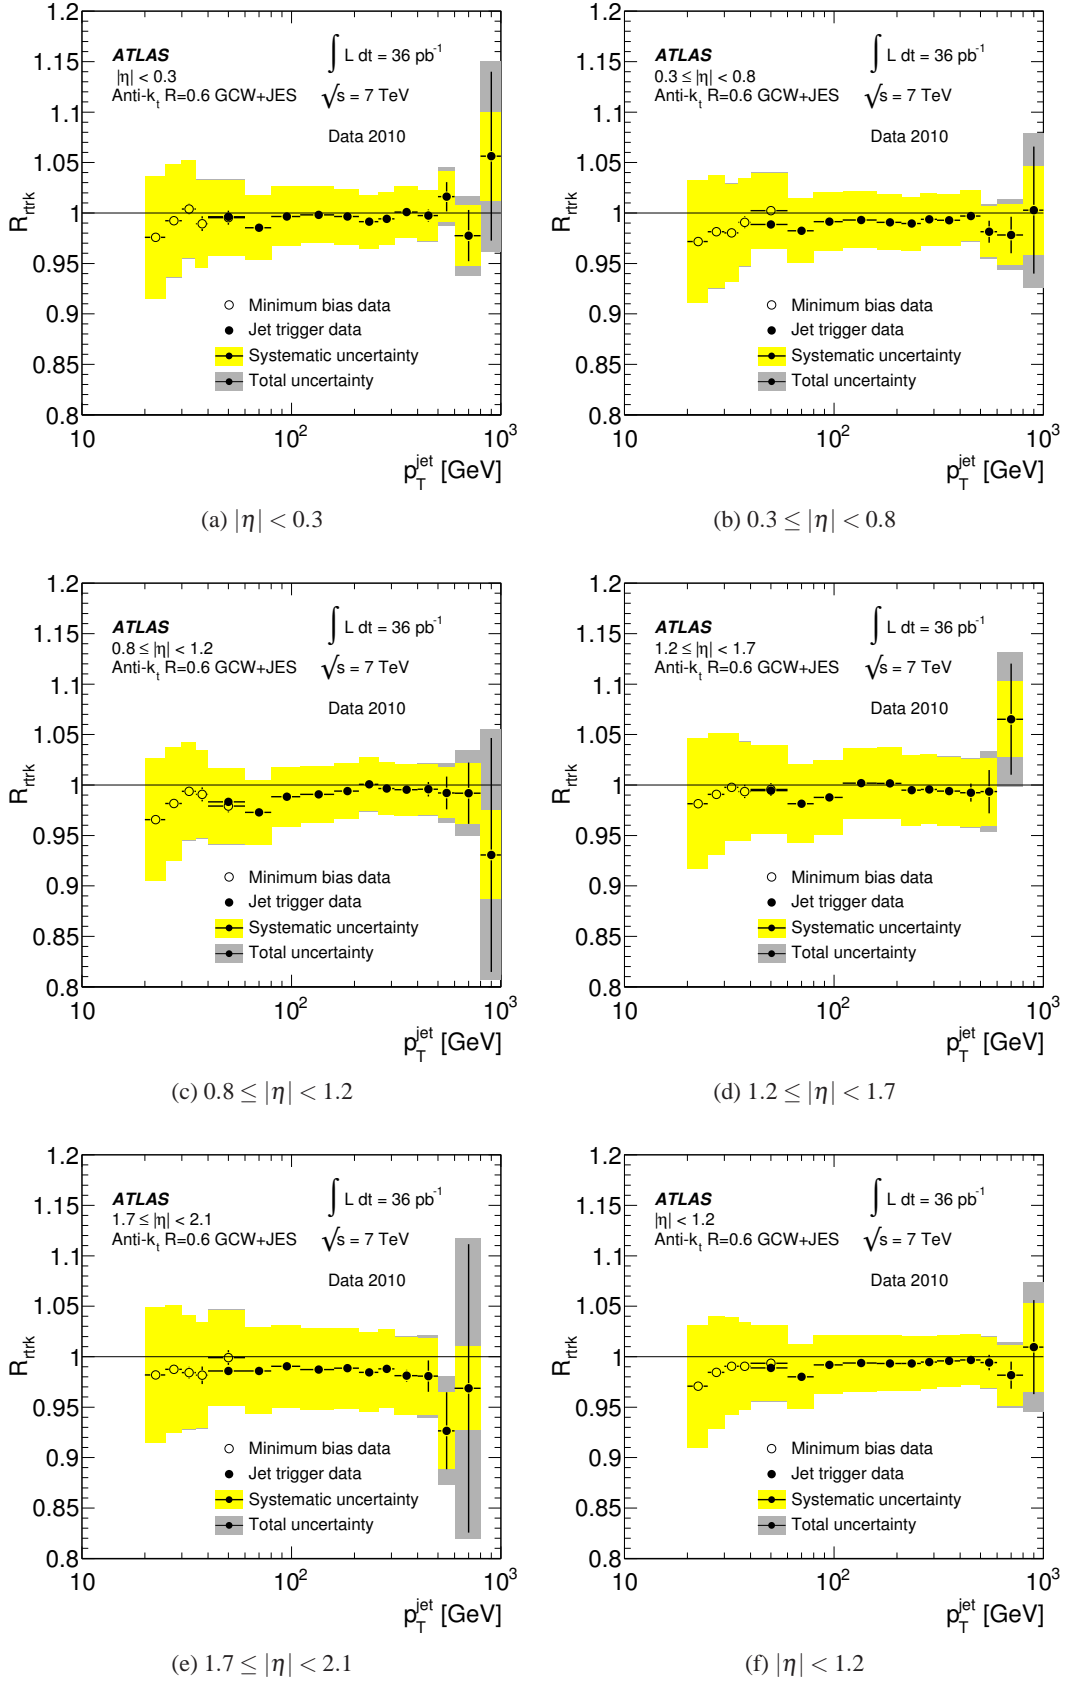 1.2
1.15
1.1
1.05
1
0.95
0.9
0.85
0.8
R_rtrk
ATLAS
|η| < 0.3
Anti-k_t R=0.6 GCW+JES
∫ L dt = 36 pb^-1
√s = 7 TeV
Data 2010
Minimum bias data
Jet trigger data
Systematic uncertainty
Total uncertainty
10
10^2
10^3
p_T^jet [GeV]
(a) |η| < 0.3
1.2
1.15
1.1
1.05
1
0.95
0.9
0.85
0.8
R_rtrk
ATLAS
0.3 ≤ |η| < 0.8
Anti-k_t R=0.6 GCW+JES
∫ L dt = 36 pb^-1
√s = 7 TeV
Data 2010
Minimum bias data
Jet trigger data
Systematic uncertainty
Total uncertainty
10
10^2
10^3
p_T^jet [GeV]
(b) 0.3 ≤ |η| < 0.8
1.2
1.15
1.1
1.05
1
0.95
0.9
0.85
0.8
R_rtrk
ATLAS
0.8 ≤ |η| < 1.2
Anti-k_t R=0.6 GCW+JES
∫ L dt = 36 pb^-1
√s = 7 TeV
Data 2010
Minimum bias data
Jet trigger data
Systematic uncertainty
Total uncertainty
10
10^2
10^3
p_T^jet [GeV]
(c) 0.8 ≤ |η| < 1.2
1.2
1.15
1.1
1.05
1
0.95
0.9
0.85
0.8
R_rtrk
ATLAS
1.2 ≤ |η| < 1.7
Anti-k_t R=0.6 GCW+JES
∫ L dt = 36 pb^-1
√s = 7 TeV
Data 2010
Minimum bias data
Jet trigger data
Systematic uncertainty
Total uncertainty
10
10^2
10^3
p_T^jet [GeV]
(d) 1.2 ≤ |η| < 1.7
1.2
1.15
1.1
1.05
1
0.95
0.9
0.85
0.8
R_rtrk
ATLAS
1.7 ≤ |η| < 2.1
Anti-k_t R=0.6 GCW+JES
∫ L dt = 36 pb^-1
√s = 7 TeV
Data 2010
Minimum bias data
Jet trigger data
Systematic uncertainty
Total uncertainty
10
10^2
10^3
p_T^jet [GeV]
(e) 1.7 ≤ |η| < 2.1
1.2
1.15
1.1
1.05
1
0.95
0.9
0.85
0.8
R_rtrk
ATLAS
|η| < 1.2
Anti-k_t R=0.6 GCW+JES
∫ L dt = 36 pb^-1
√s = 7 TeV
Data 2010
Minimum bias data
Jet trigger data
Systematic uncertainty
Total uncertainty
10
10^2
10^3
p_T^jet [GeV]
(f) |η| < 1.2